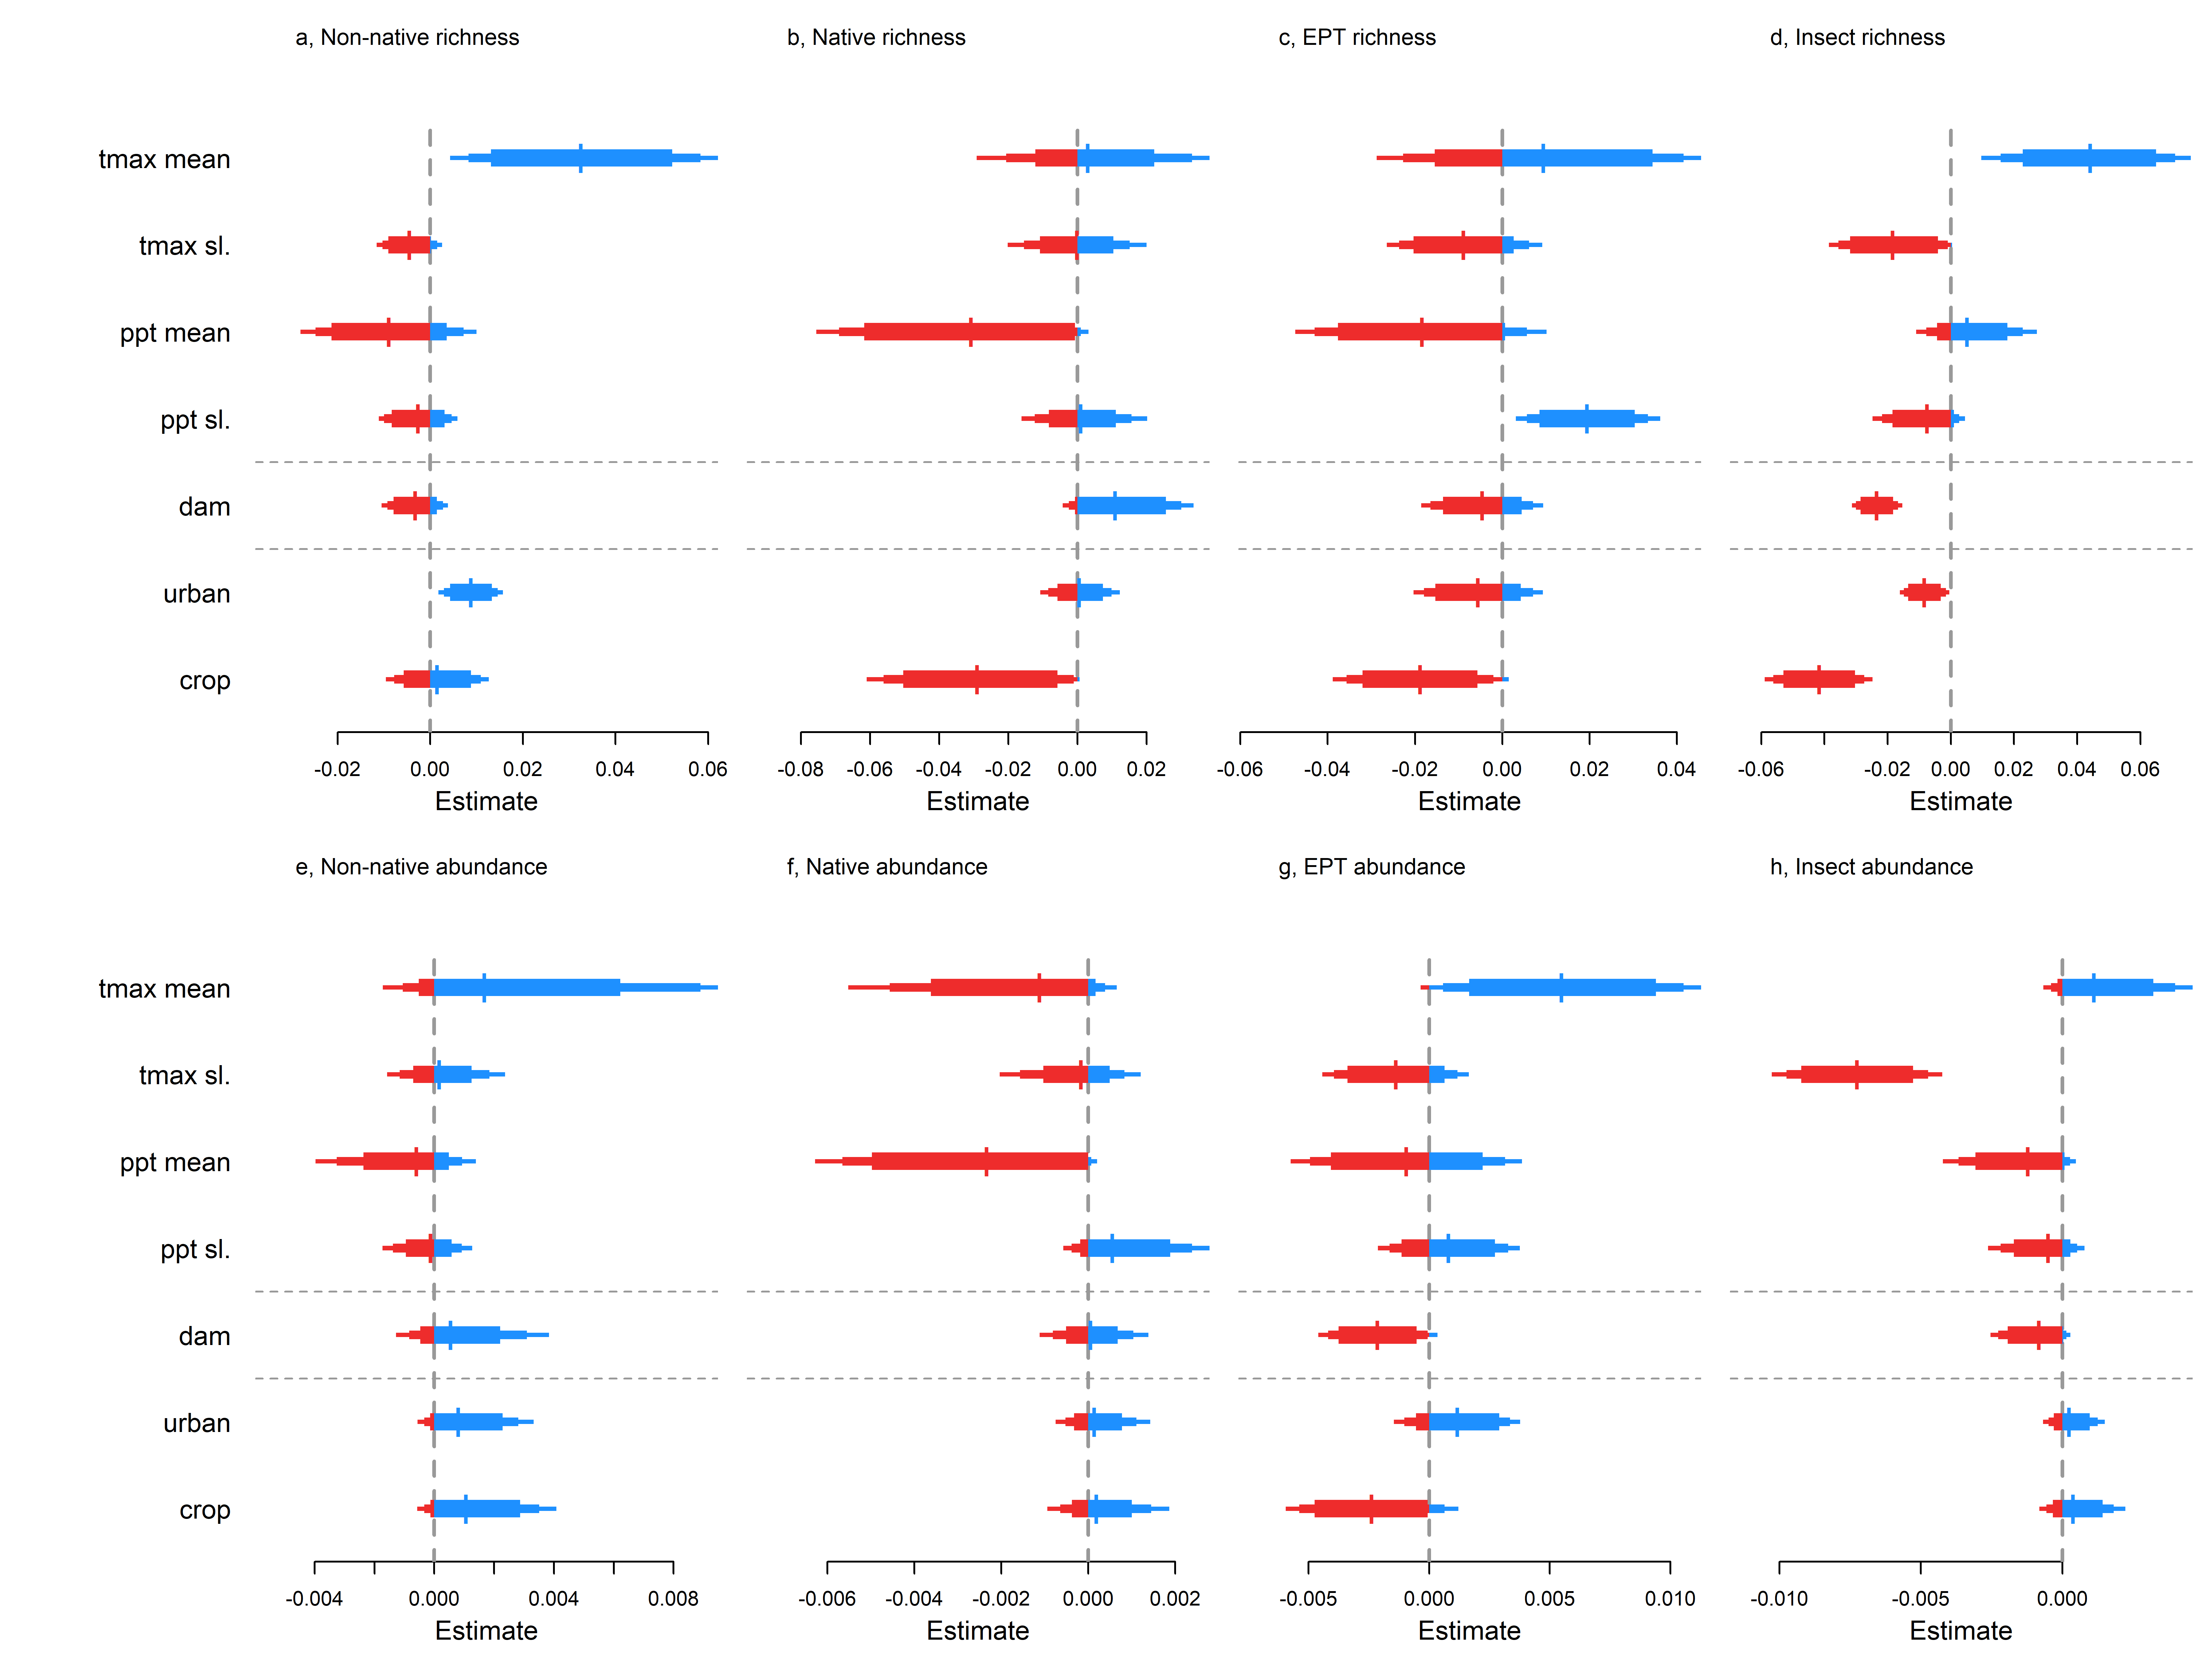 a, Non-native richness
b, Native richness
c, EPT richness
d, Insect richness
tmax mean
tmax sl.
ppt mean
ppt sl.
dam
urban
crop
-0.02 0.00 0.02 0.04 0.06
-0.08 -0.06 -0.04 -0.02 0.00 0.02
-0.06 -0.04 -0.02 0.00 0.02 0.04
-0.06 -0.02 0.00 0.02 0.04 0.06
Estimate
Estimate
Estimate
Estimate
e, Non-native abundance
f, Native abundance
g, EPT abundance
h, Insect abundance
tmax mean
tmax sl.
ppt mean
ppt sl.
dam
urban
crop
-0.004 0.000 0.004 0.008
-0.006 -0.004 -0.002 0.000 0.002
-0.005 0.000 0.005 0.010
-0.010 -0.005 0.000
Estimate
Estimate
Estimate
Estimate